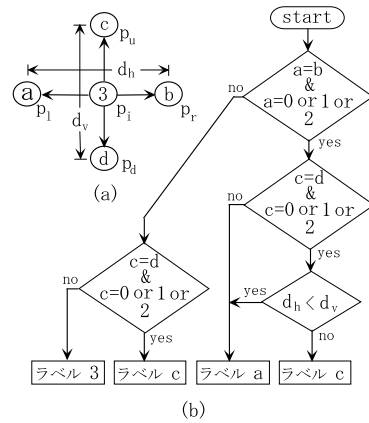 c
p_u
d_h
a
3
b
p_l
p_i
p_r
d_v
d
p_d
(a)
start
a=b
&
a=0 or 1 or
2
no
yes
c=d
&
c=0 or 1 or
2
no
yes
d_h < d_v
yes
no
c=d
&
c=0 or 1 or
2
no
yes
ラベル 3
ラベル c
ラベル a
ラベル c
(b)